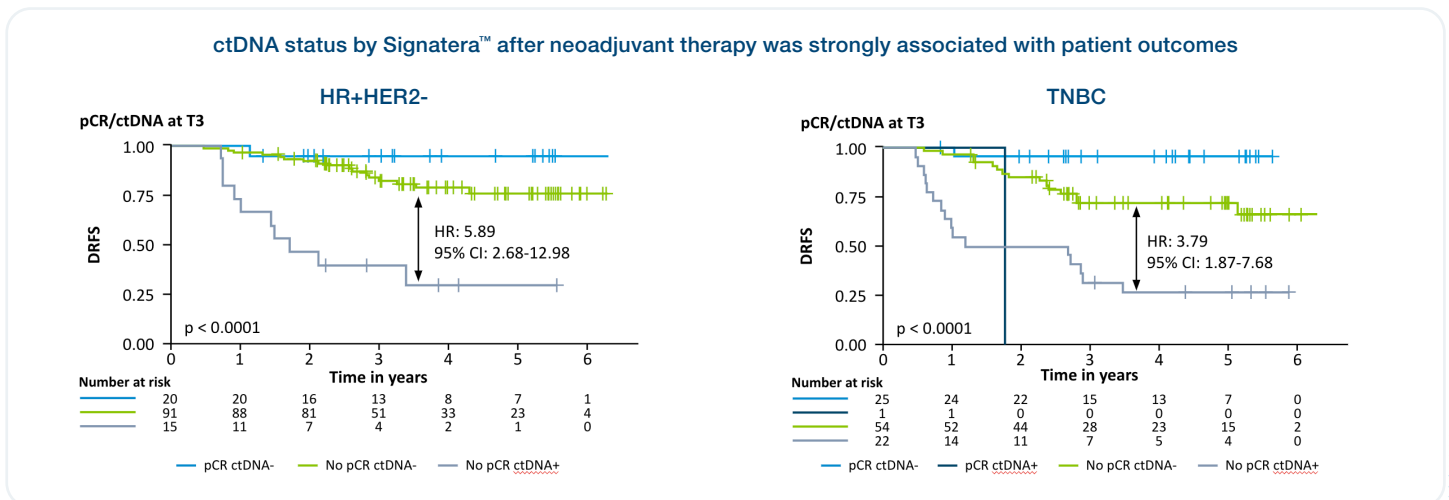 ctDNA status by Signatera™ after neoadjuvant therapy was strongly associated with patient outcomes
HR+HER2-
pCR/ctDNA at T3
DRFS
1.00
0.75
0.50
0.25
0.00
HR: 5.89
95% CI: 2.68-12.98
p < 0.0001
0 1 2 3 4 5 6
Time in years
Number at risk
20 20 16 13 8 7 1
91 88 81 51 33 23 4
15 11 7 4 2 1 0
pCR ctDNA- No pCR ctDNA- No pCR ctDNA+
TNBC
pCR/ctDNA at T3
DRFS
1.00
0.75
0.50
0.25
0.00
HR: 3.79
95% CI: 1.87-7.68
p < 0.0001
0 1 2 3 4 5 6
Time in years
Number at risk
25 24 22 15 13 7 0
1 1 0 0 0 0 0
54 52 44 28 23 15 2
22 14 11 7 5 4 0
pCR ctDNA- pCR ctDNA+ No pCR ctDNA- No pCR ctDNA+